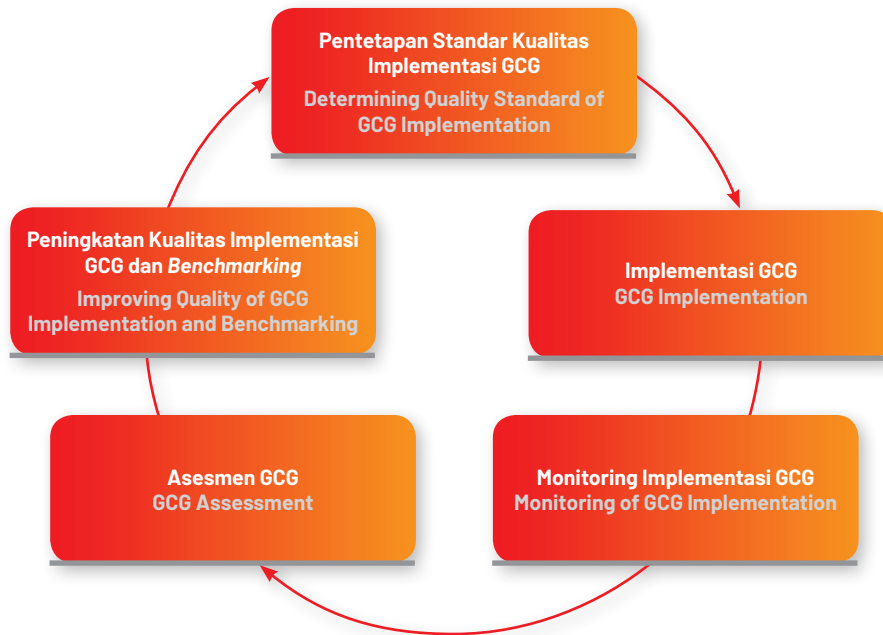 Pentetapan Standar Kualitas
Implementasi GCG
Determining Quality Standard of
GCG Implementation
Peningkatan Kualitas Implementasi
GCG dan Benchmarking
Improving Quality of GCG
Implementation and Benchmarking
Implementasi GCG
GCG Implementation
Asesmen GCG
GCG Assessment
Monitoring Implementasi GCG
Monitoring of GCG Implementation